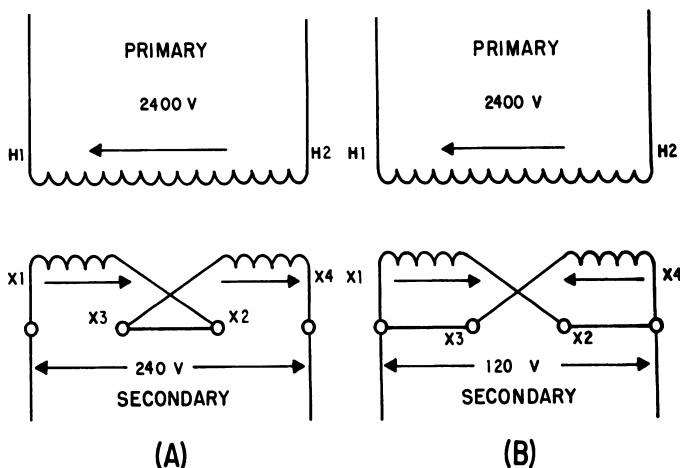 PRIMARY
2400 V
H1
H2
X1
X4
X3
X2
240 V
SECONDARY
(A)
PRIMARY
2400 V
H1
H2
X1
X4
X3
X2
120 V
SECONDARY
(B)